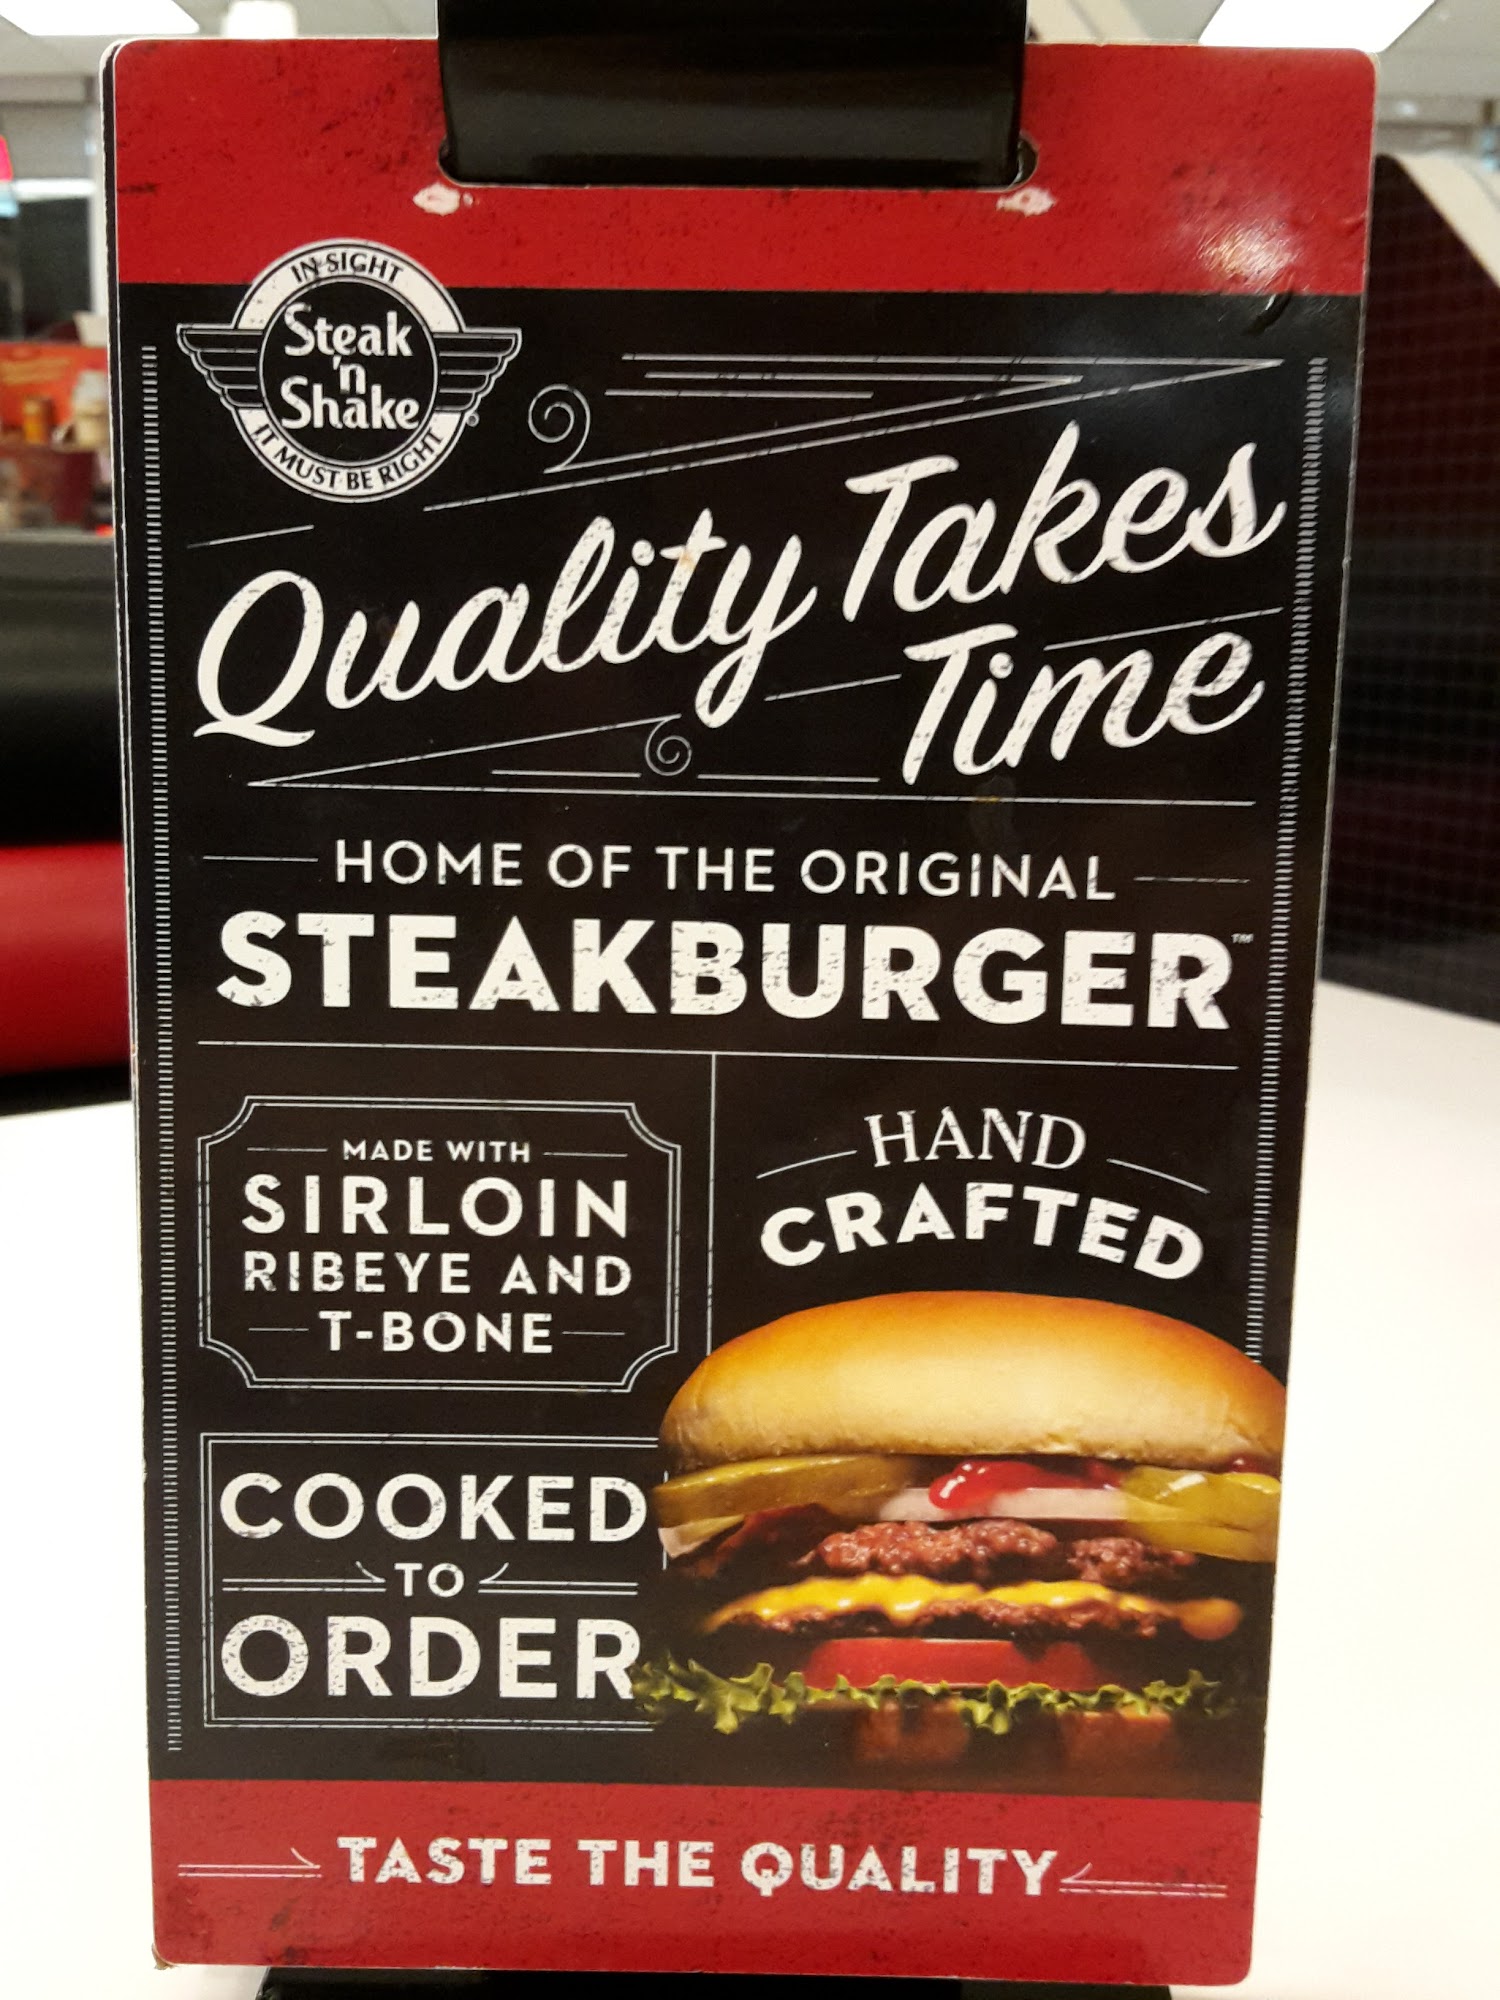 IN SIGHT
Steak
'n
Shake®
IT MUST BE RIGHT
Quality Takes
Time
HOME OF THE ORIGINAL
STEAKBURGER™
MADE WITH
SIRLOIN
RIBEYE AND
T-BONE
HAND
CRAFTED
COOKED
TO
ORDER
TASTE THE QUALITY